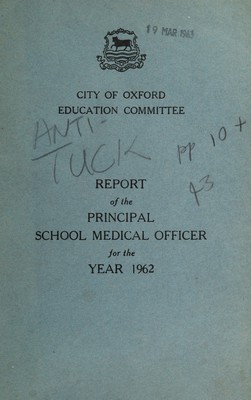 19 MAR 1963
CITY OF OXFORD
EDUCATION COMMITTEE
ANTI-
TUCK
pp 10 +
43
REPORT
of the
PRINCIPAL
SCHOOL MEDICAL OFFICER
for the
YEAR 1962